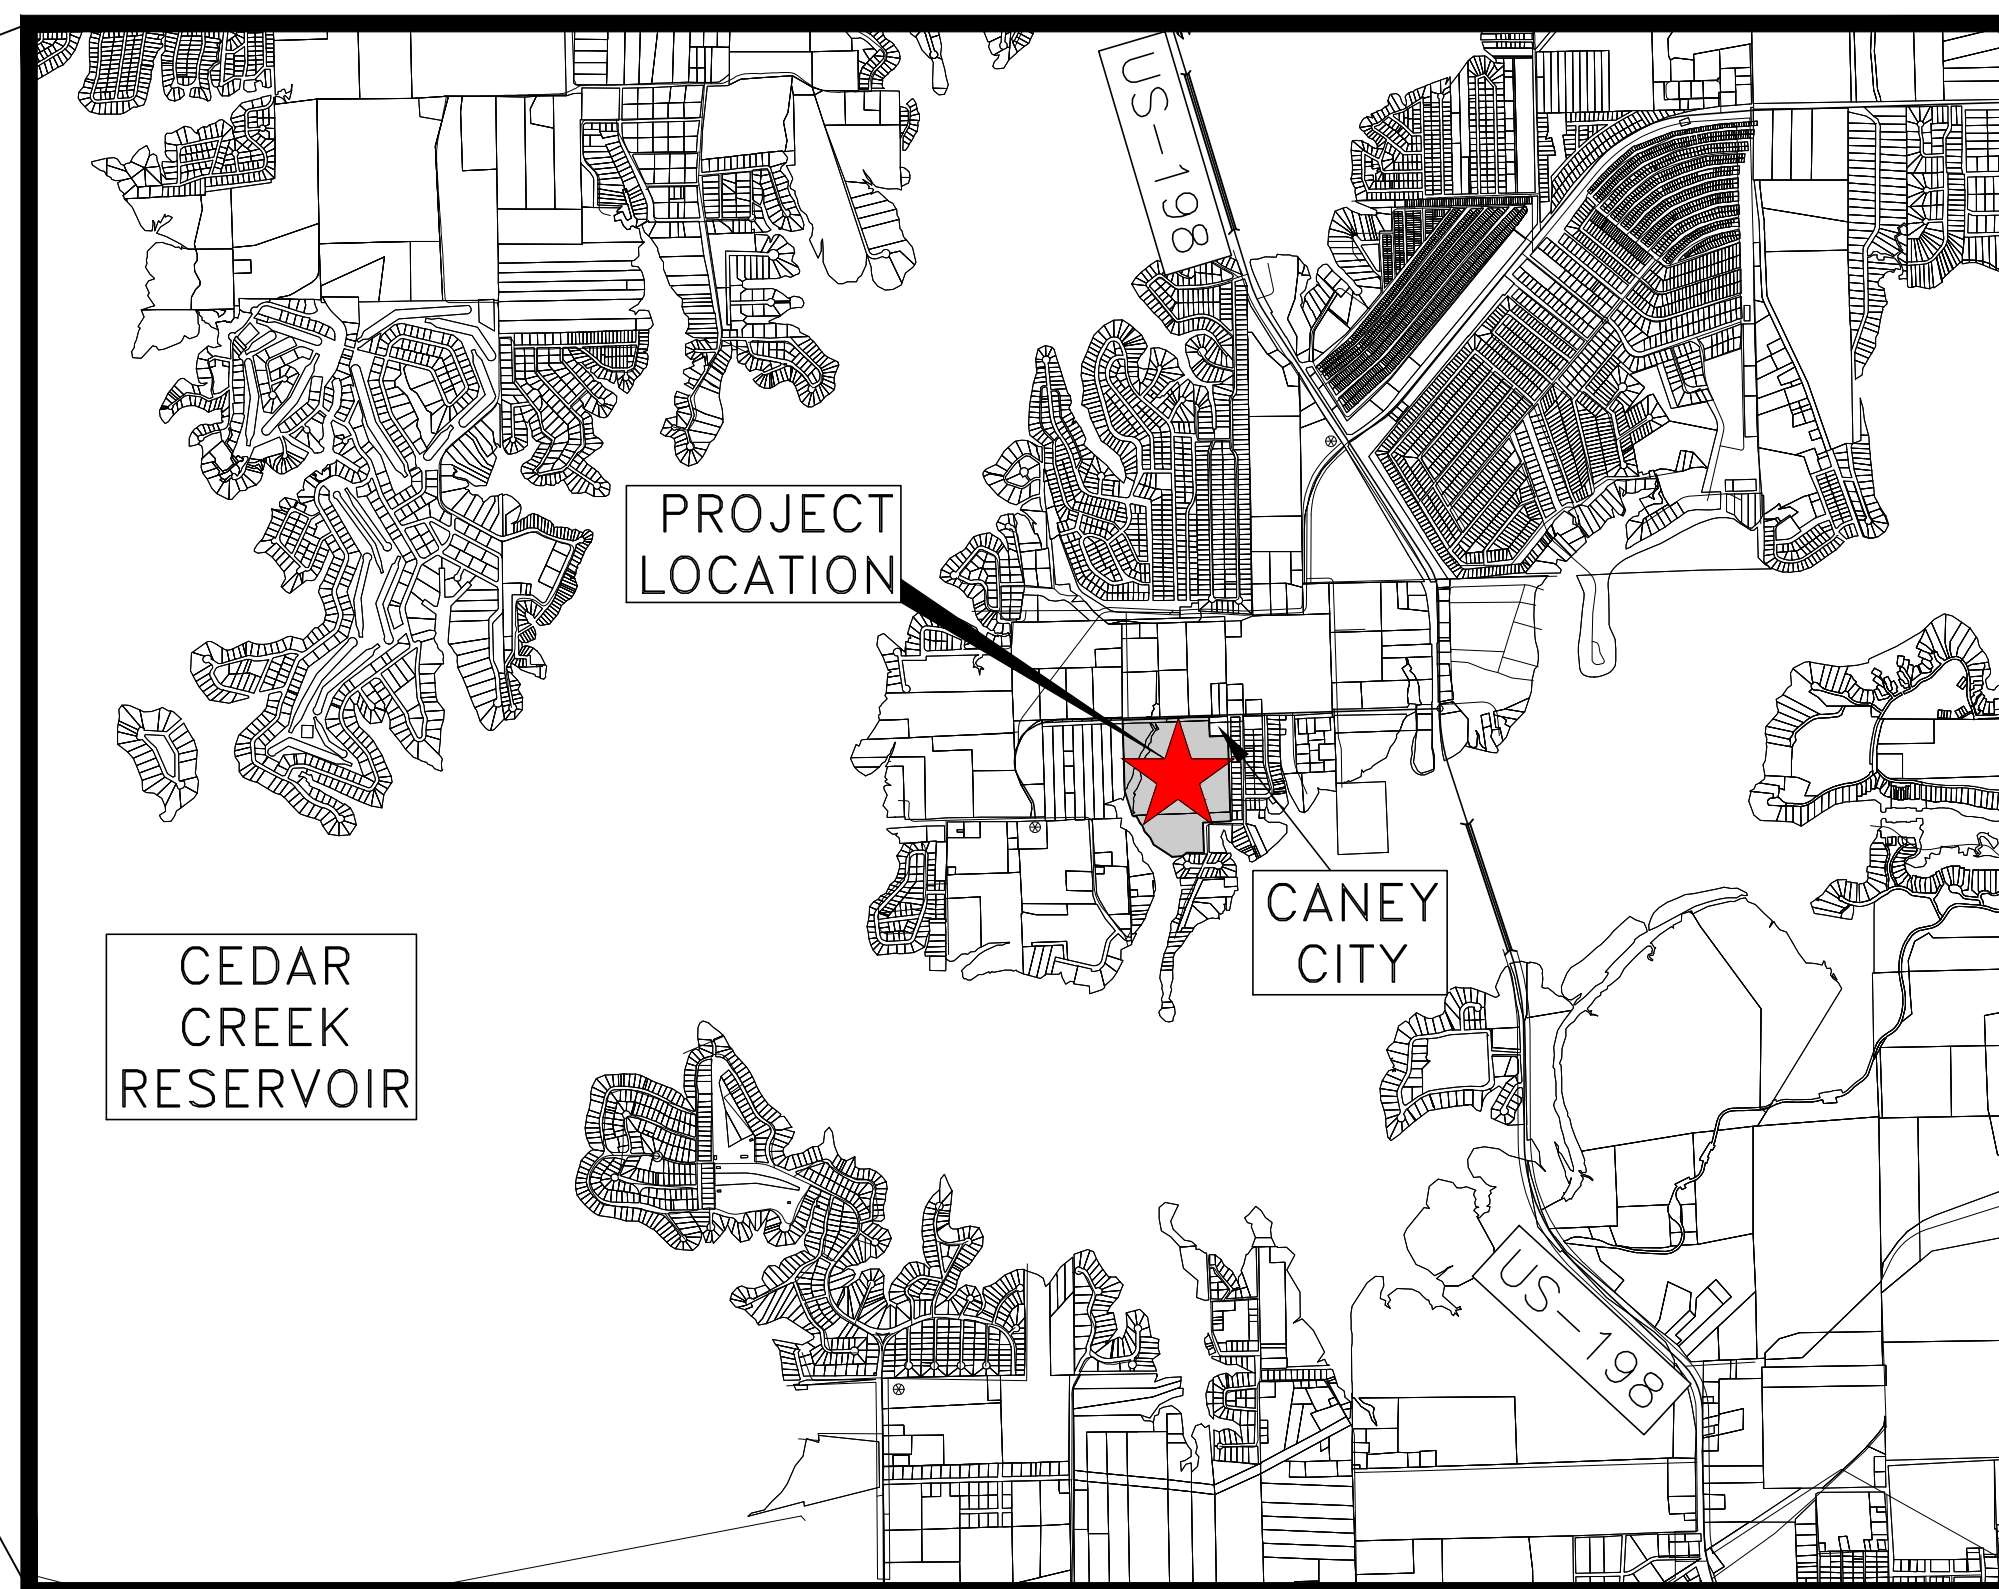 US-198
PROJECT
LOCATION
CANEY
CITY
CEDAR
CREEK
RESERVOIR
US-198